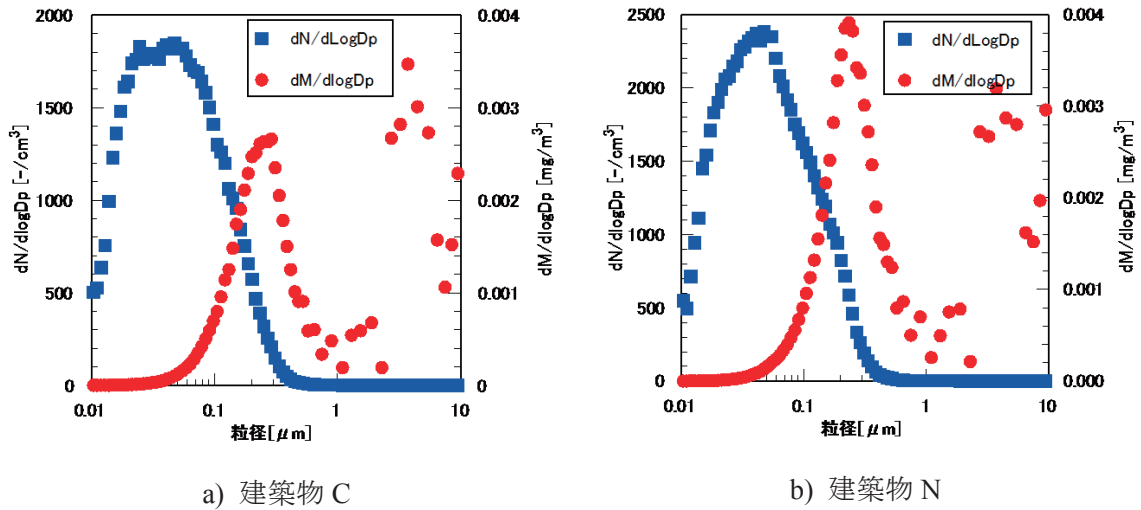 2000
1500
1000
500
0
dN/dlogDp [-/cm³]
dN/dLogDp
dM/dlogDp
0.004
0.003
0.002
0.001
0
dM/dlogDp [mg/m³]
0.01
0.1
1
10
粒径[μm]
a) 建築物 C
2500
2000
1500
1000
500
0
dN/dlogDp [-/cm³]
dN/dLogDp
dM/dlogDp
0.004
0.003
0.002
0.001
0.000
dM/dlogDp [mg/m³]
0.01
0.1
1
10
粒径[μm]
b) 建築物 N